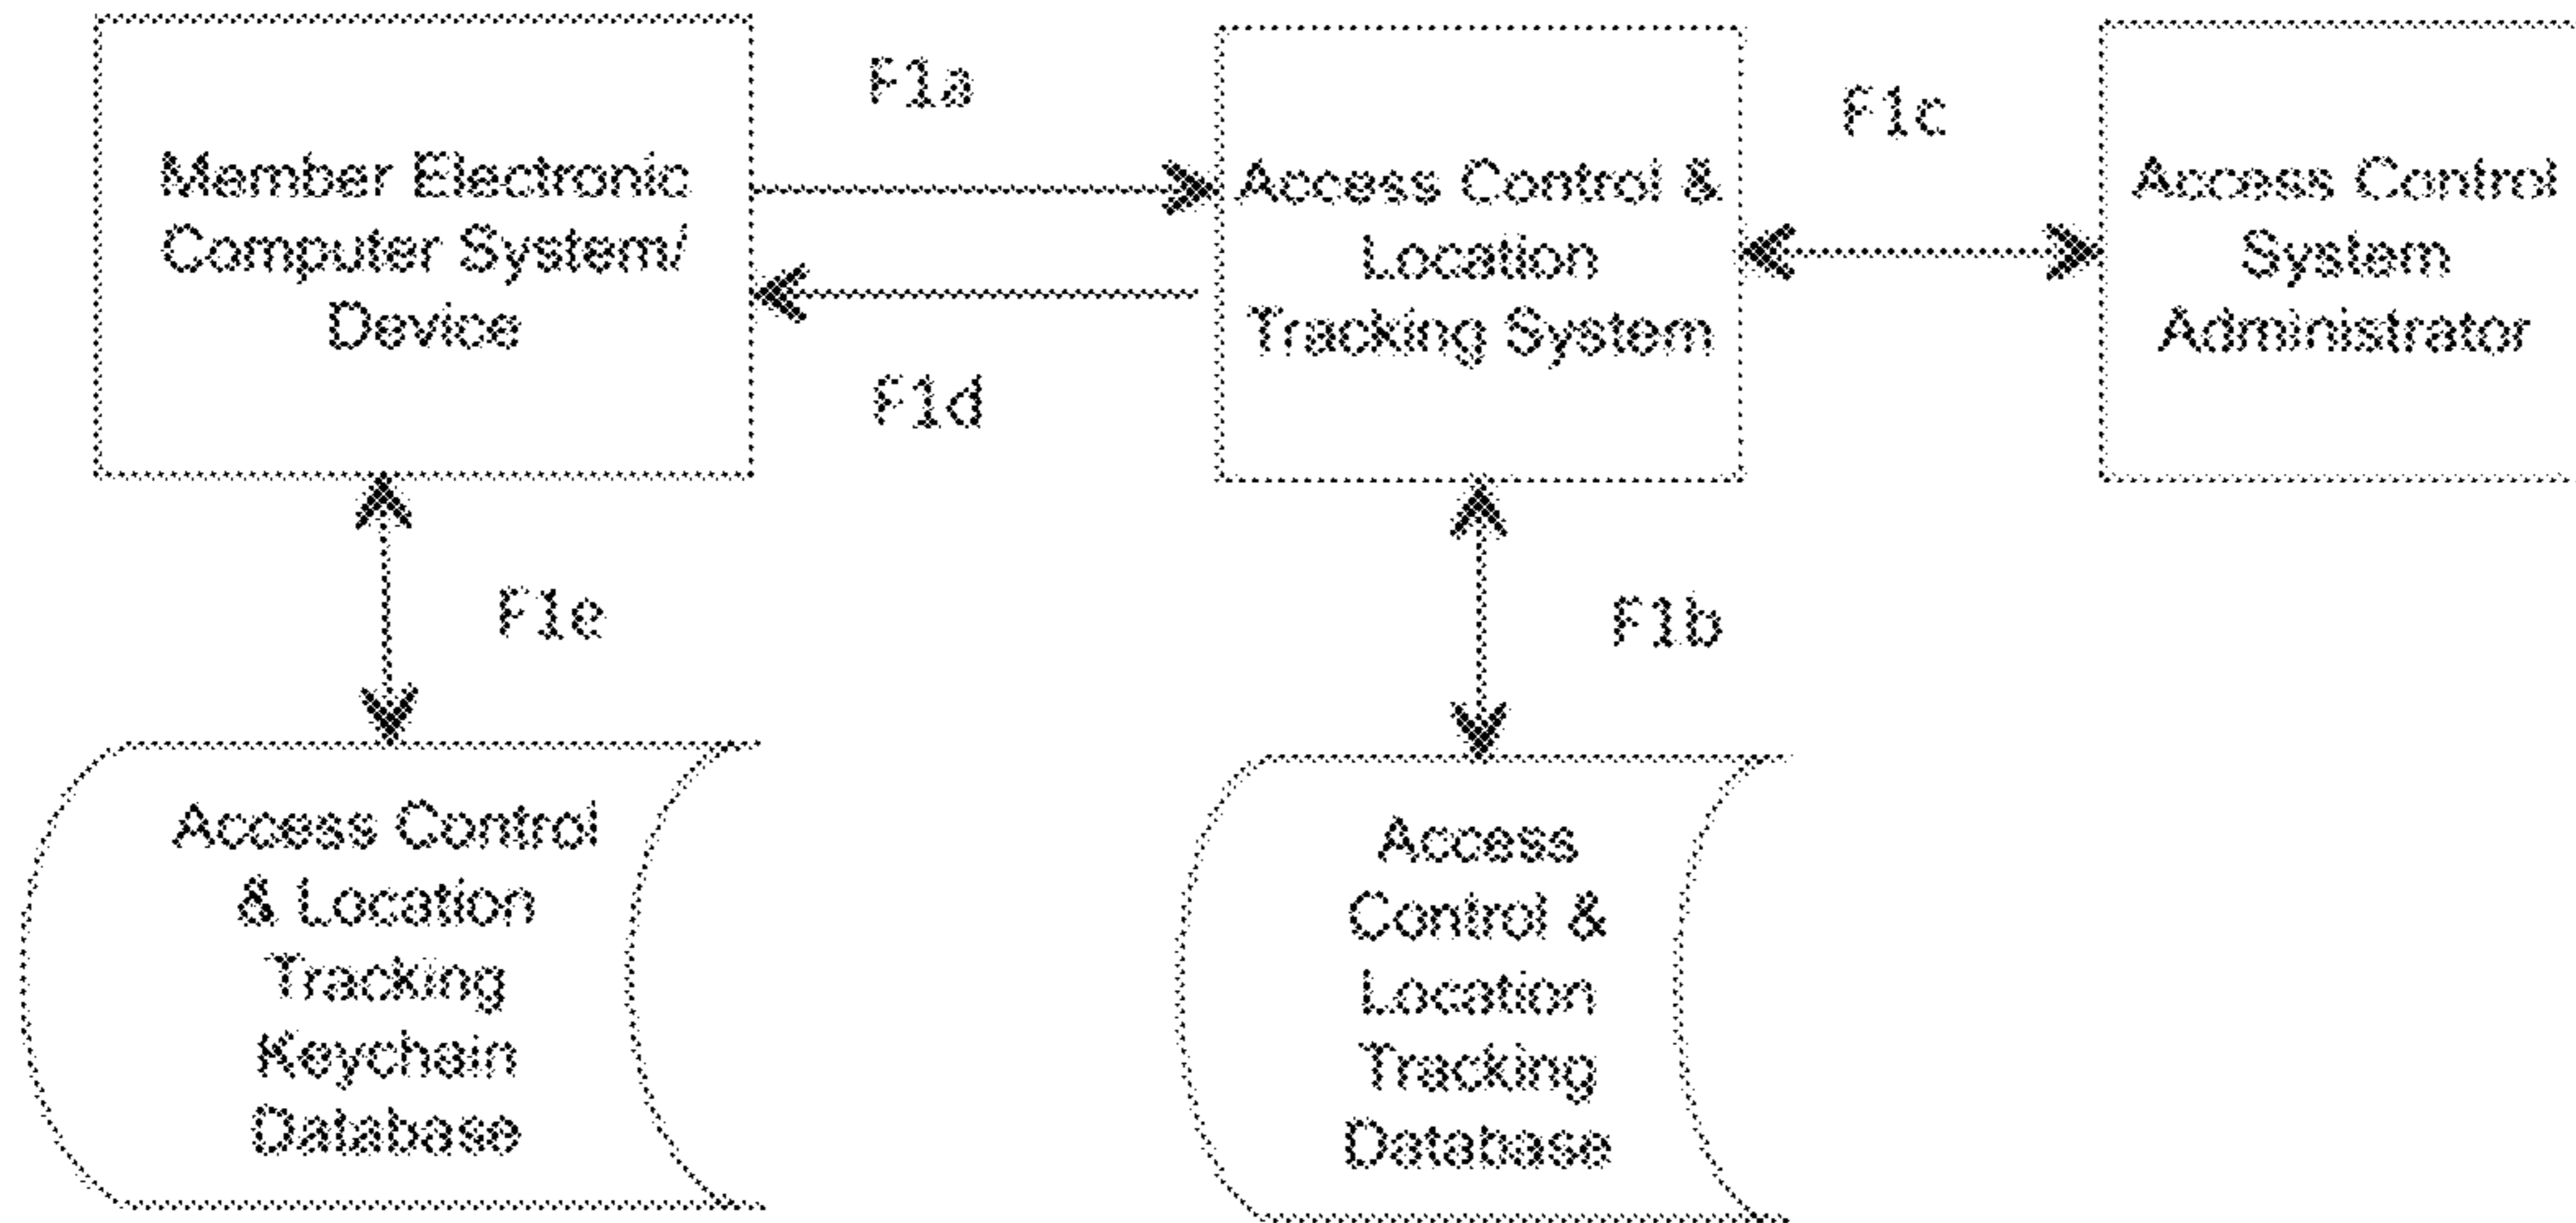 F1a
F1c
Member Electronic
Computer System/
Device
Access Control &
Location
Tracking System
Access Control
System
Administrator
F1d
F1e
F1b
Access Control
& Location
Tracking
Keychain
Database
Access
Control &
Location
Tracking
Database